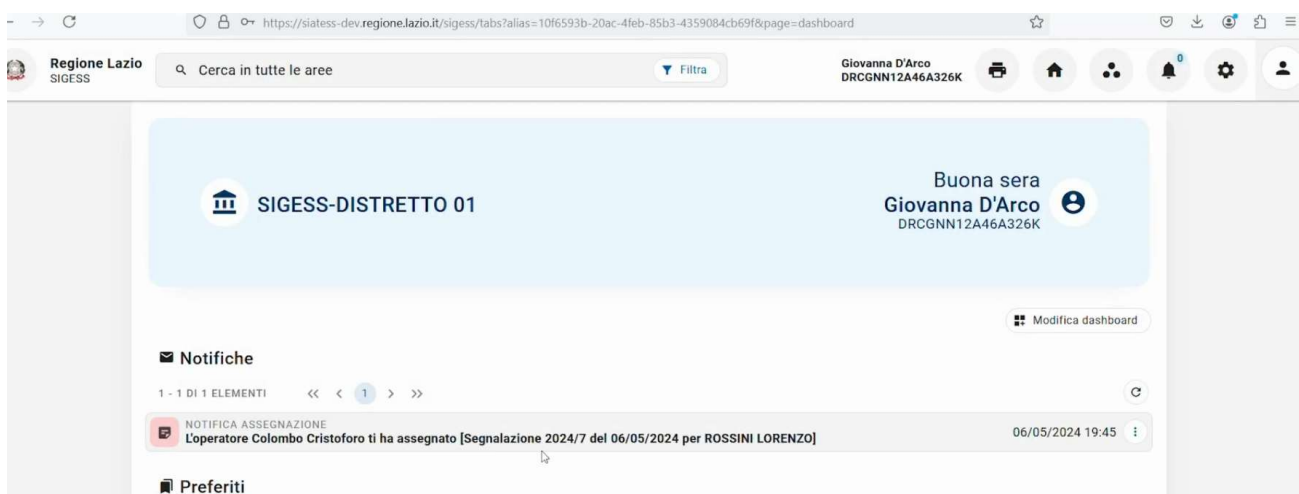 https://siatess-dev.regione.lazio.it/sigess/tabs?alias=10f6593b-20ac-4feb-85b3-4359084cb69f&page=dashboard
Regione Lazio
SIGESS
Cerca in tutte le aree
Filtra
Giovanna D'Arco
DRCGNN12A46A326K
0
SIGESS-DISTRETTO 01
Buona sera
Giovanna D'Arco
DRCGNN12A46A326K
Modifica dashboard
Notifiche
1 - 1 DI 1 ELEMENTI << < 1 > >>
NOTIFICA ASSEGNAZIONE
L'operatore Colombo Cristoforo ti ha assegnato [Segnalazione 2024/7 del 06/05/2024 per ROSSINI LORENZO]
06/05/2024 19:45
Preferiti